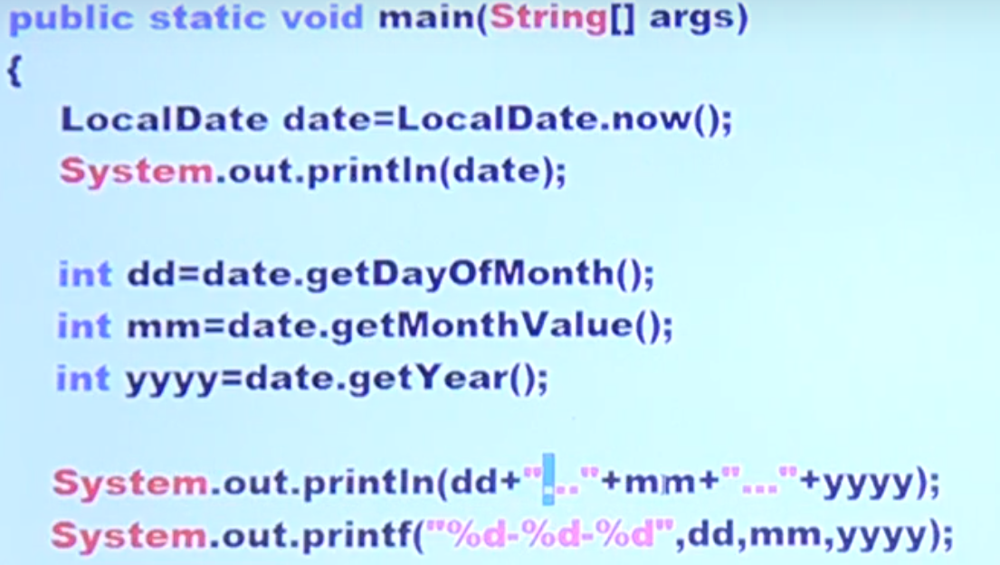 public static void main(String[] args)
{
LocalDate date=LocalDate.now();
System.out.println(date);
int dd=date.getDayOfMonth();
int mm=date.getMonthValue();
int yyyy=date.getYear();
System.out.println(dd+"..."+mm+"..."+yyyy);
System.out.printf("%d-%d-%d",dd,mm,yyyy);